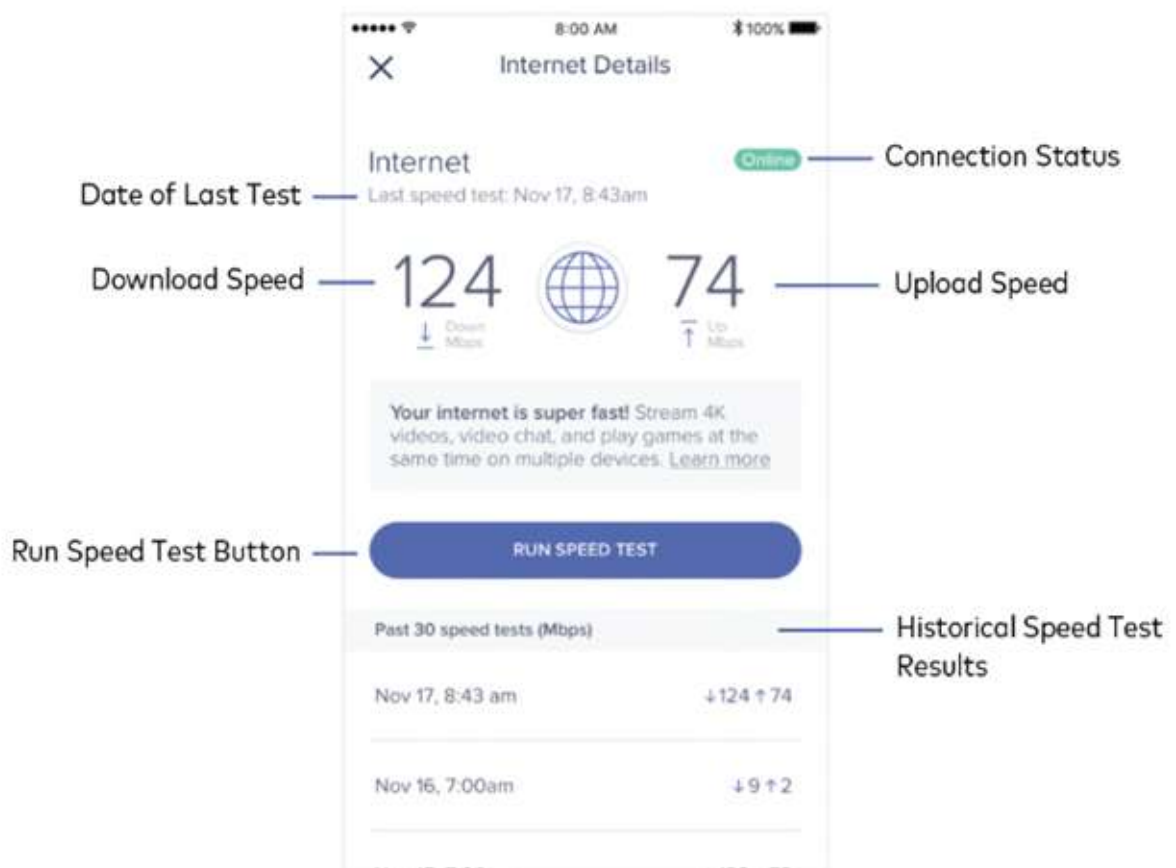 8:00 AM
100%
Internet Details
Internet
Online
Connection Status
Date of Last Test
Last speed test: Nov 17, 8:43am
Download Speed
124
74
Upload Speed
Down
Mbps
Up
Mbps
Your internet is super fast! Stream 4K
videos, video chat, and play games at the
same time on multiple devices. Learn more
Run Speed Test Button
RUN SPEED TEST
Past 30 speed tests (Mbps)
Historical Speed Test
Results
Nov 17, 8:43 am
↓124 ↑74
Nov 16, 7:00am
↓9 ↑2